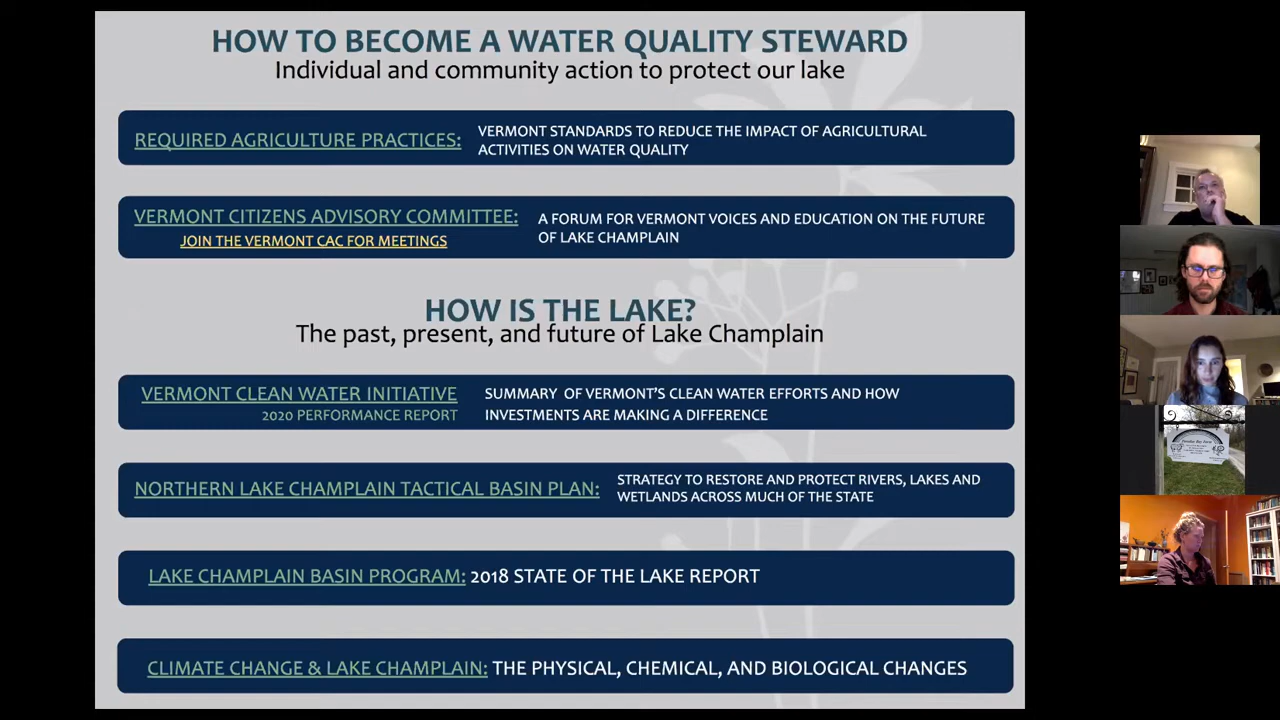 HOW TO BECOME A WATER QUALITY STEWARD
Individual and community action to protect our lake
REQUIRED AGRICULTURE PRACTICES:
VERMONT STANDARDS TO REDUCE THE IMPACT OF AGRICULTURAL
ACTIVITIES ON WATER QUALITY
VERMONT CITIZENS ADVISORY COMMITTEE:
JOIN THE VERMONT CAC FOR MEETINGS
A FORUM FOR VERMONT VOICES AND EDUCATION ON THE FUTURE
OF LAKE CHAMPLAIN
HOW IS THE LAKE?
The past, present, and future of Lake Champlain
VERMONT CLEAN WATER INITIATIVE
2020 PERFORMANCE REPORT
SUMMARY OF VERMONT'S CLEAN WATER EFFORTS AND HOW
INVESTMENTS ARE MAKING A DIFFERENCE
NORTHERN LAKE CHAMPLAIN TACTICAL BASIN PLAN:
STRATEGY TO RESTORE AND PROTECT RIVERS, LAKES AND
WETLANDS ACROSS MUCH OF THE STATE
LAKE CHAMPLAIN BASIN PROGRAM: 2018 STATE OF THE LAKE REPORT
CLIMATE CHANGE & LAKE CHAMPLAIN: THE PHYSICAL, CHEMICAL, AND BIOLOGICAL CHANGES